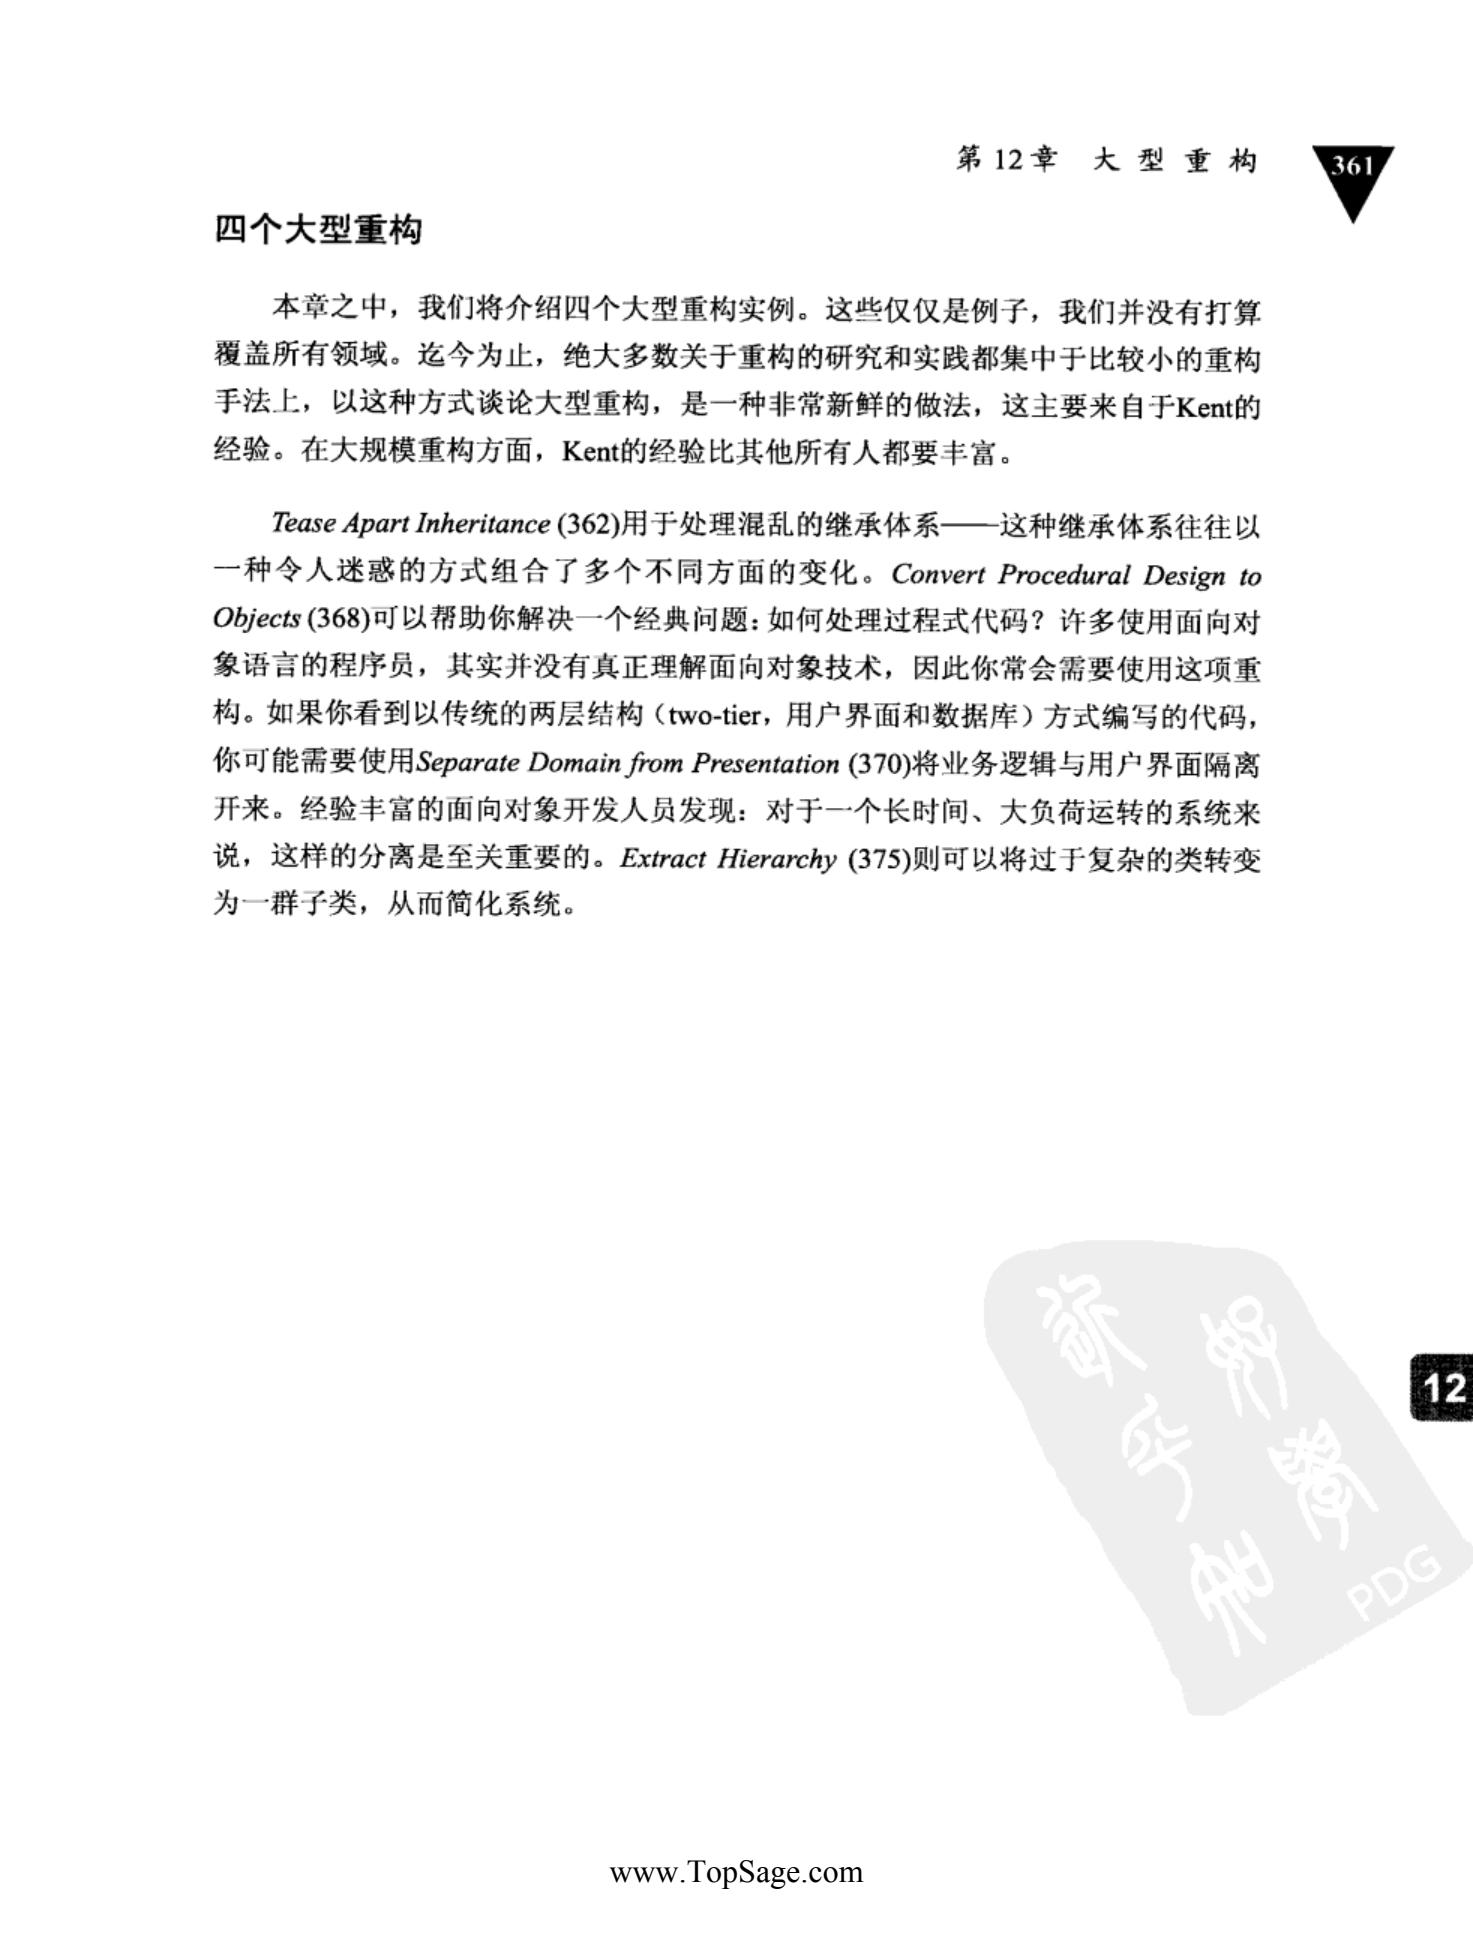 第12章 大型重构 361
四个大型重构
本章之中，我们将介绍四个大型重构实例。这些仅仅是例子，我们并没有打算
覆盖所有领域。迄今为止，绝大多数关于重构的研究和实践都集中于比较小的重构
手法上，以这种方式谈论大型重构，是一种非常新鲜的做法，这主要来自于Kent的
经验。在大规模重构方面，Kent的经验比其他所有人都要丰富。
Tease Apart Inheritance (362)用于处理混乱的继承体系——这种继承体系往往以
一种令人迷惑的方式组合了多个不同方面的变化。Convert Procedural Design to
Objects (368)可以帮助你解决一个经典问题：如何处理过程式代码？许多使用面向对
象语言的程序员，其实并没有真正理解面向对象技术，因此你常会需要使用这项重
构。如果你看到以传统的两层结构（two-tier，用户界面和数据库）方式编写的代码，
你可能需要使用Separate Domain from Presentation (370)将业务逻辑与用户界面隔离
开来。经验丰富的面向对象开发人员发现：对于一个长时间、大负荷运转的系统来
说，这样的分离是至关重要的。Extract Hierarchy (375)则可以将过于复杂的类转变
为一群子类，从而简化系统。
12
PDG
www.TopSage.com